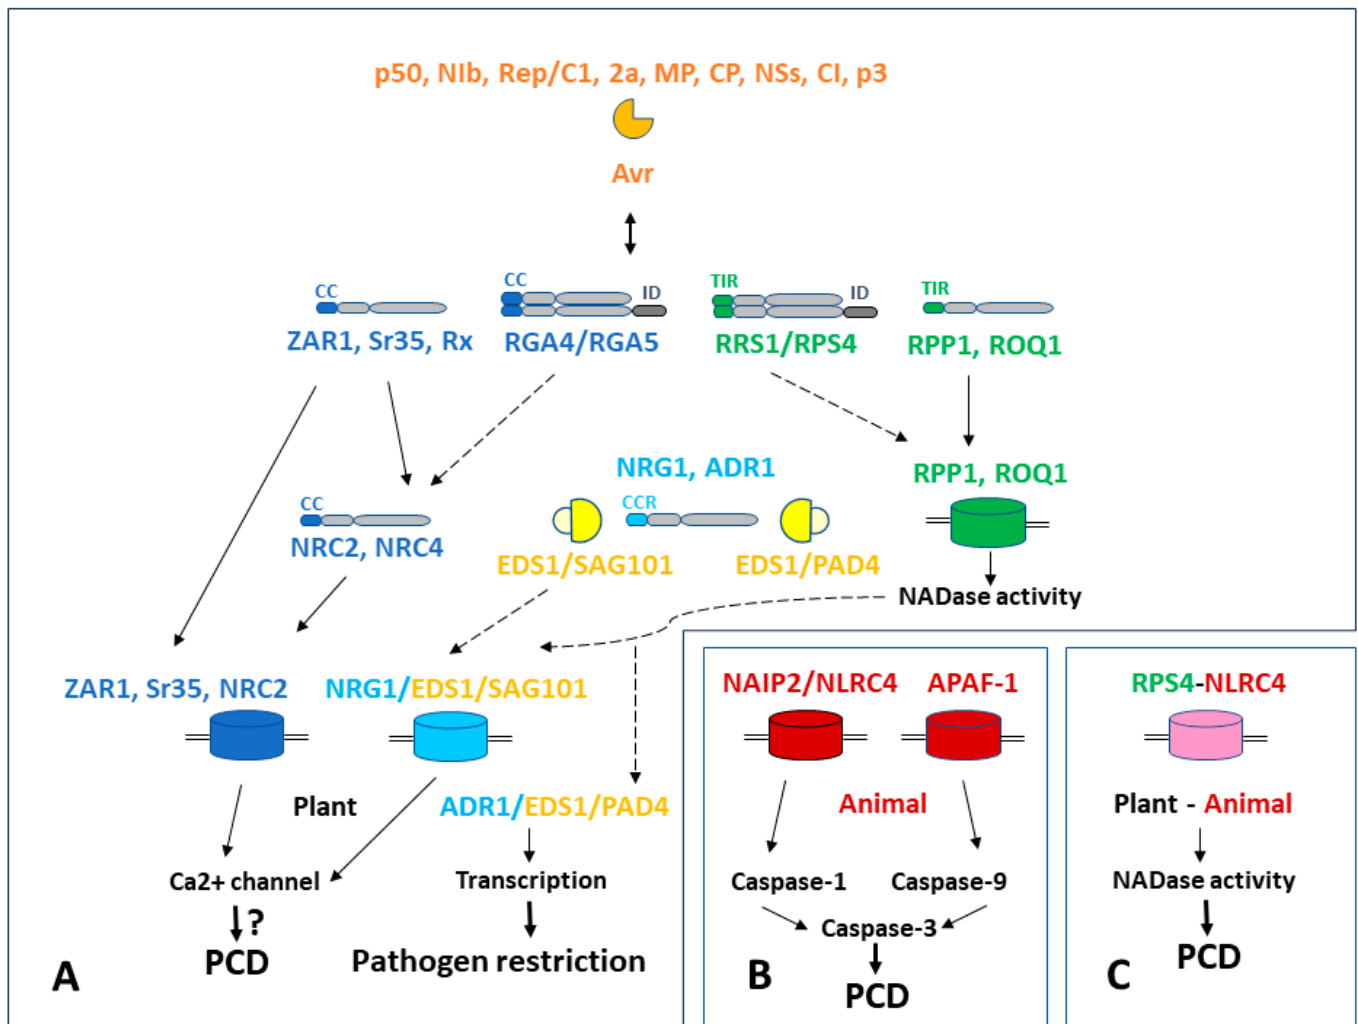 p50, NIb, Rep/C1, 2a, MP, CP, NSs, CI, p3
Avr
CC
CC
ID
TIR
ID
TIR
ZAR1, Sr35, Rx
RGA4/RGA5
RRS1/RPS4
RPP1, ROQ1
NRG1, ADR1
RPP1, ROQ1
CC
CCR
NRC2, NRC4
EDS1/SAG101
EDS1/PAD4
NADase activity
ZAR1, Sr35, NRC2
NRG1/EDS1/SAG101
Plant
ADR1/EDS1/PAD4
Ca2+ channel
Transcription
?
PCD
Pathogen restriction
A
NAIP2/NLRC4
APAF-1
Animal
Caspase-1
Caspase-9
Caspase-3
PCD
B
RPS4-NLRC4
Plant - Animal
NADase activity
PCD
C